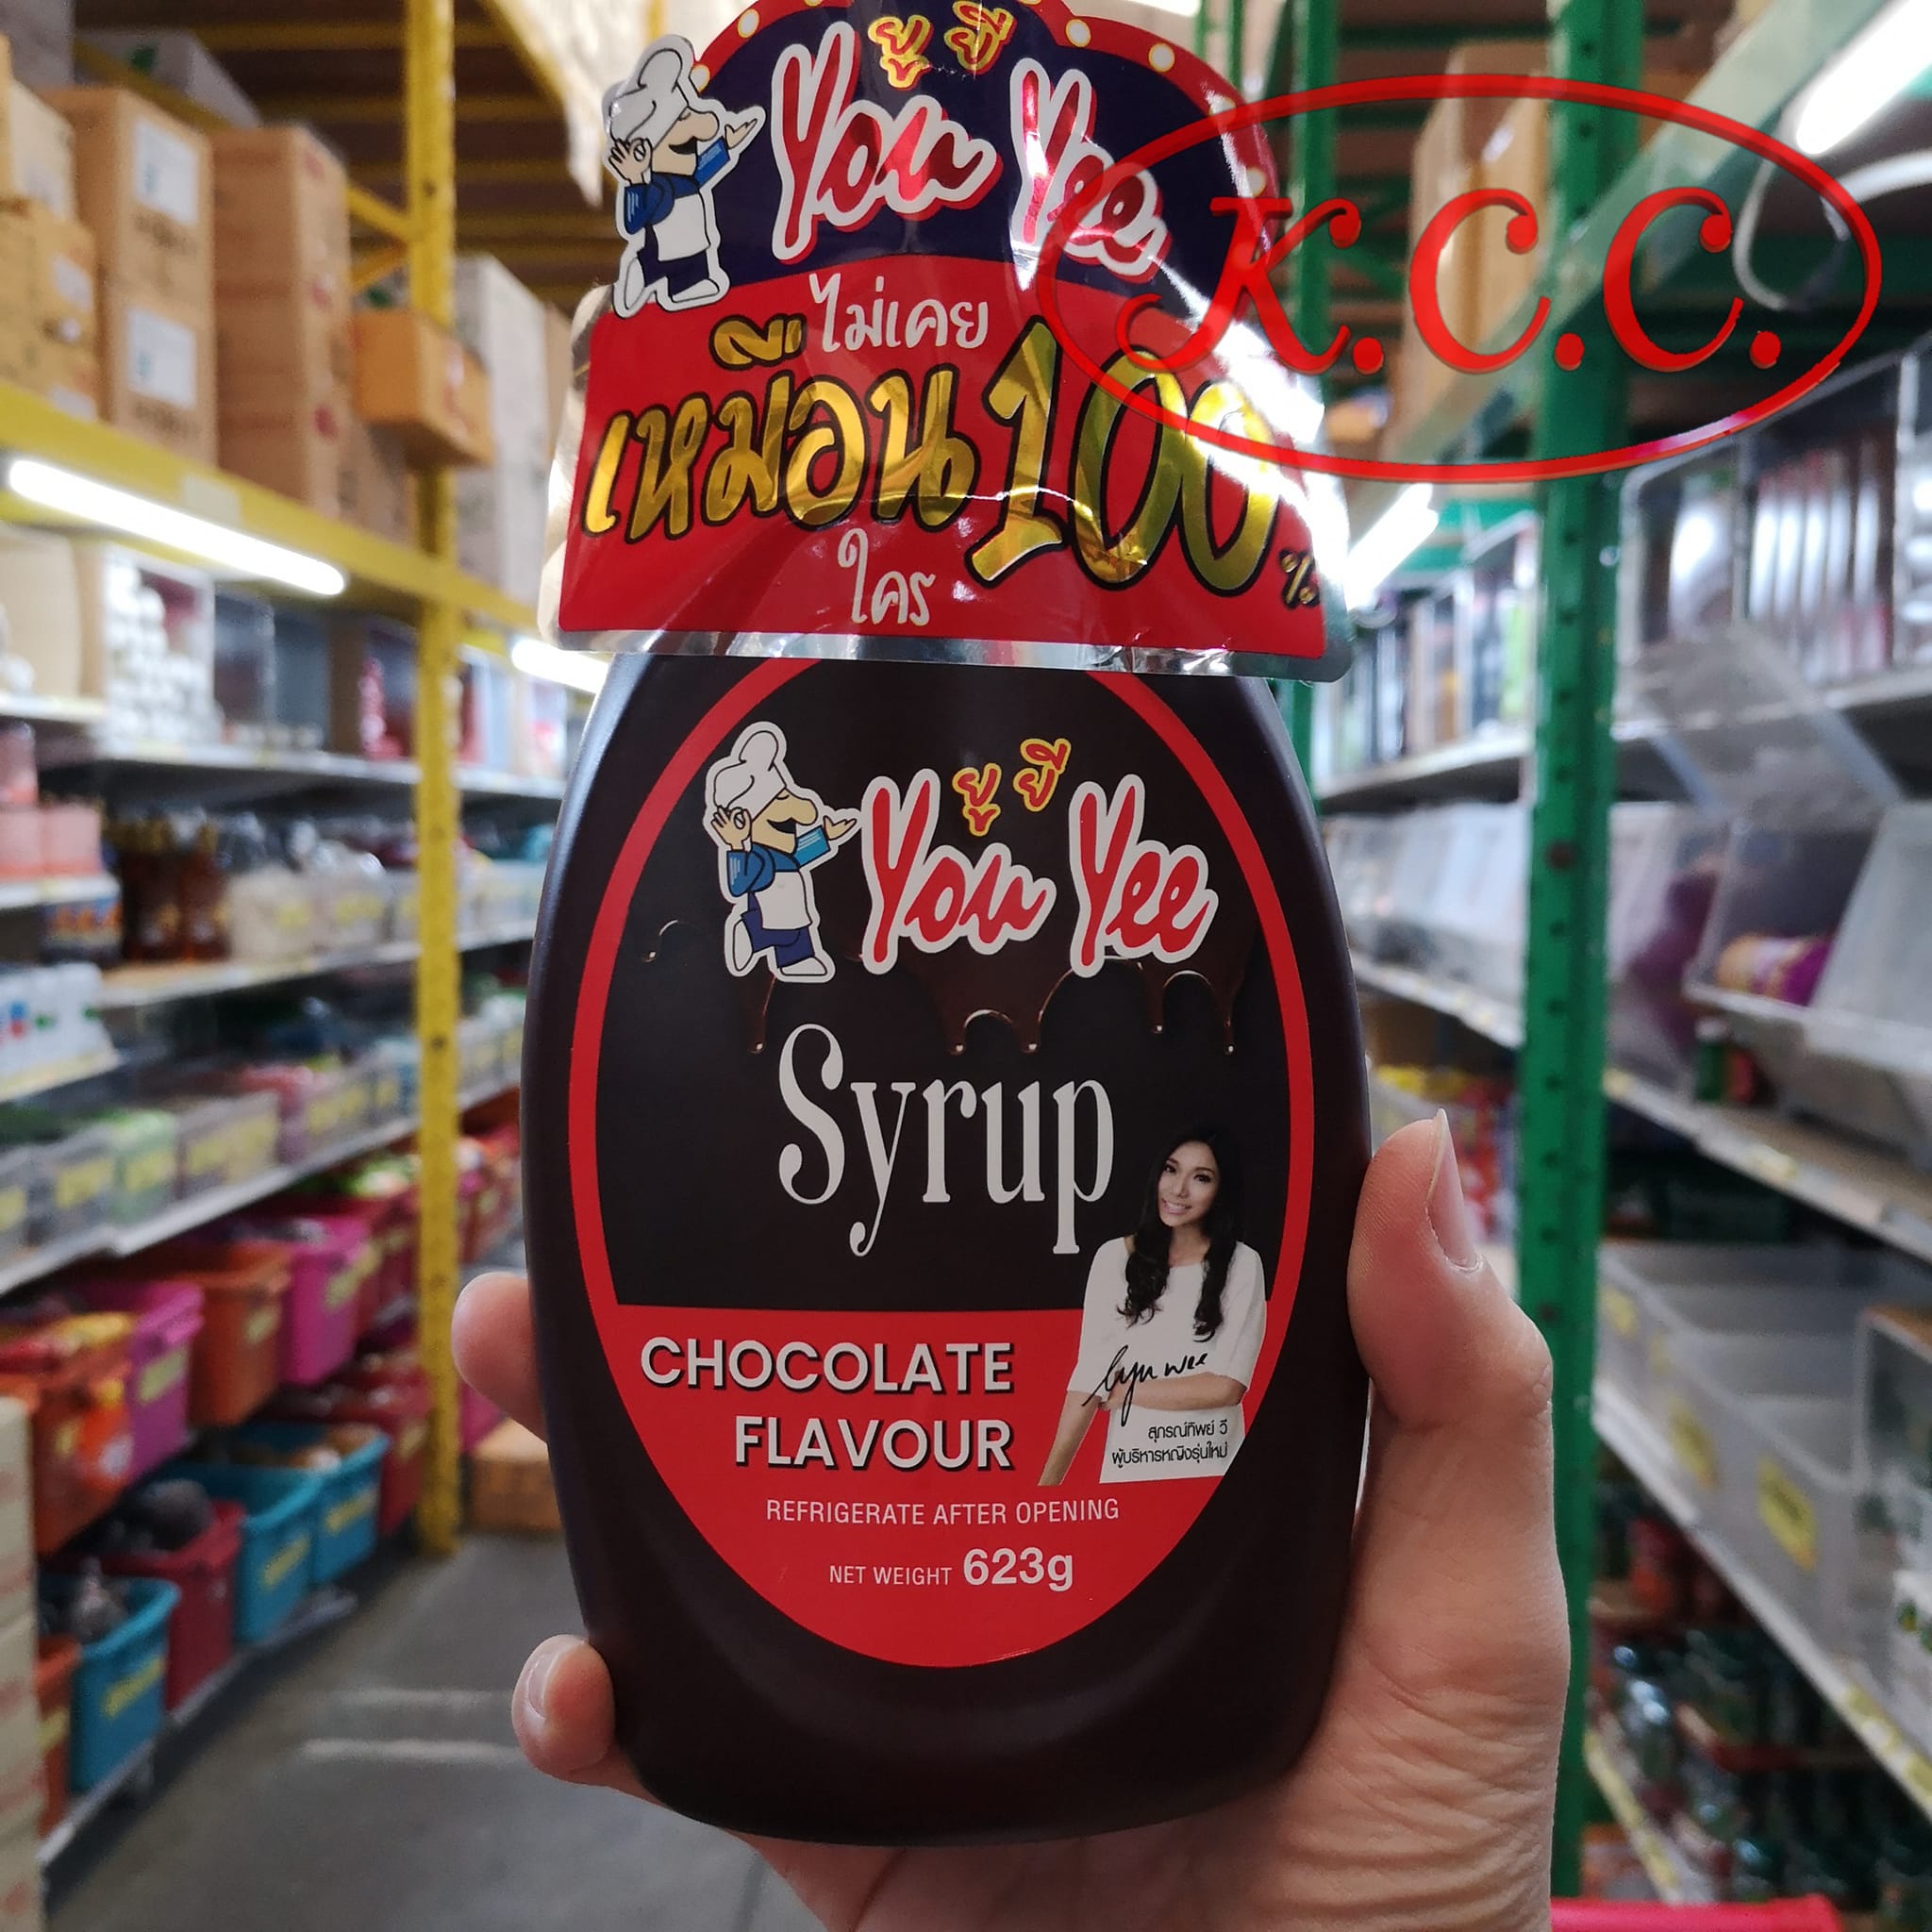 ยู ยี
You Yee
K.C.C.
ไม่เคย
เหมือน 100%
ใคร
ยู ยี
You Yee
Syrup
CHOCOLATE
FLAVOUR
lyn wee
สุภรณ์ทิพย์ วี
ผู้บริหารหญิงรุ่นใหม่
REFRIGERATE AFTER OPENING
NET WEIGHT 623g